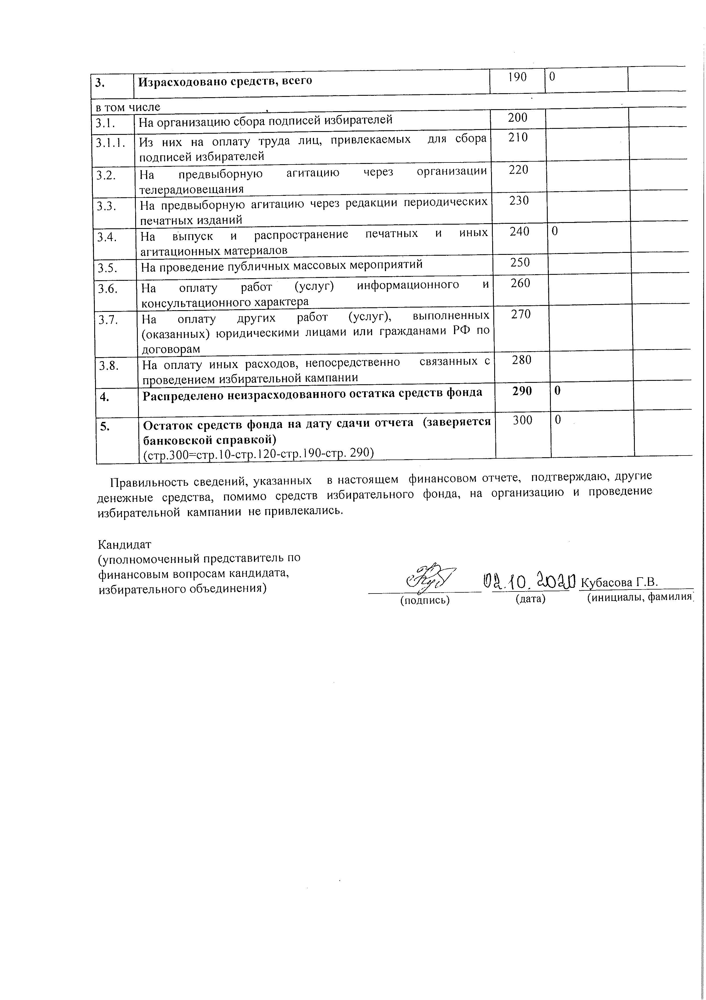 3. Израсходовано средств, всего 190 0
в том числе
3.1. На организацию сбора подписей избирателей 200
3.1.1. Из них на оплату труда лиц, привлекаемых для сбора 210
подписей избирателей
3.2. На предвыборную агитацию через организации 220
телерадиовещания
3.3. На предвыборную агитацию через редакции периодических 230
печатных изданий
3.4. На выпуск и распространение печатных и иных 240 0
агитационных материалов
3.5. На проведение публичных массовых мероприятий 250
3.6. На оплату работ (услуг) информационного и 260
консультационного характера
3.7. На оплату других работ (услуг), выполненных 270
(оказанных) юридическими лицами или гражданами РФ по
договорам
3.8. На оплату иных расходов, непосредственно связанных с 280
проведением избирательной кампании
4. Распределено неизрасходованного остатка средств фонда 290 0
5. Остаток средств фонда на дату сдачи отчета (заверяется 300 0
банковской справкой)
(стр.300=стр.10-стр.120-стр.190-стр. 290)
Правильность сведений, указанных в настоящем финансовом отчете, подтверждаю, другие
денежные средства, помимо средств избирательного фонда, на организацию и проведение
избирательной кампании не привлекались.
Кандидат
(уполномоченный представитель по
финансовым вопросам кандидата,
избирательного объединения)
02.10.2020 Кубасова Г.В.
(подпись) (дата) (инициалы, фамилия)